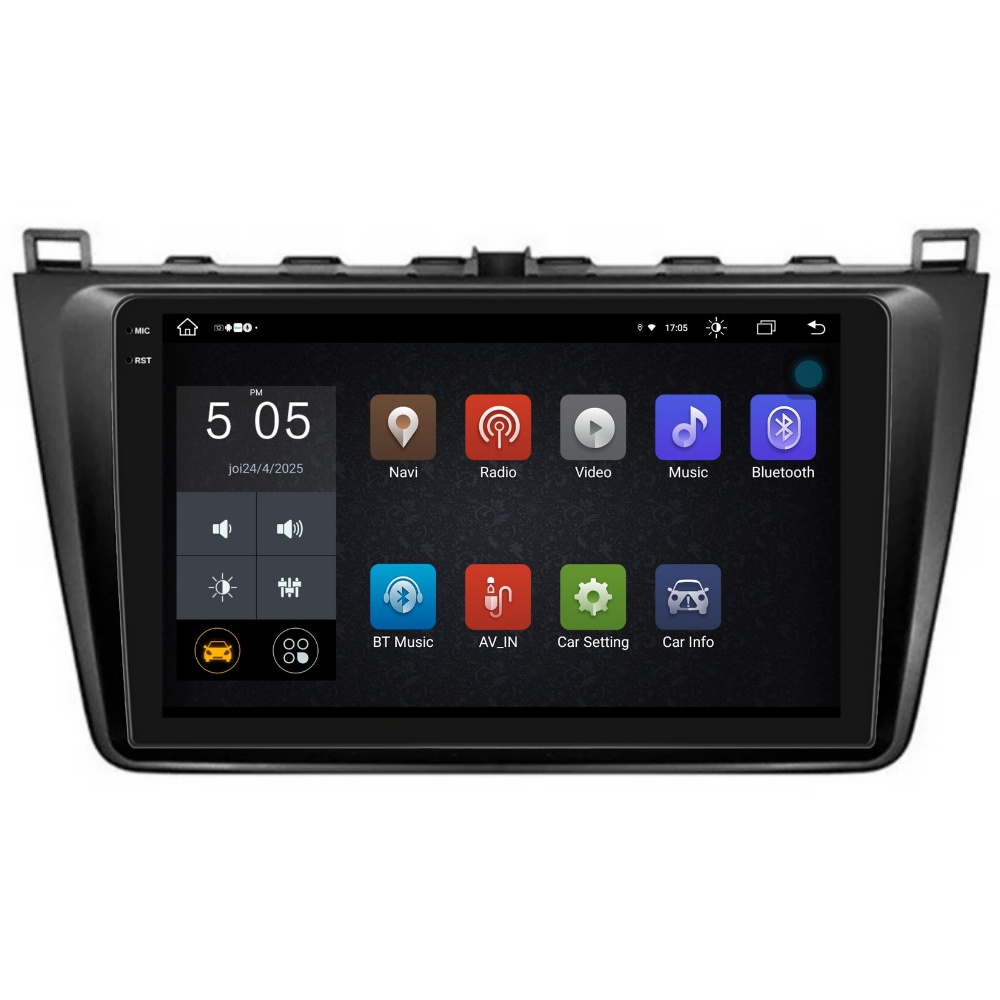 MIC
RST
17:05
PM
5 05
joi24/4/2025
Navi
Radio
Video
Music
Bluetooth
BT Music
AV_IN
Car Setting
Car Info